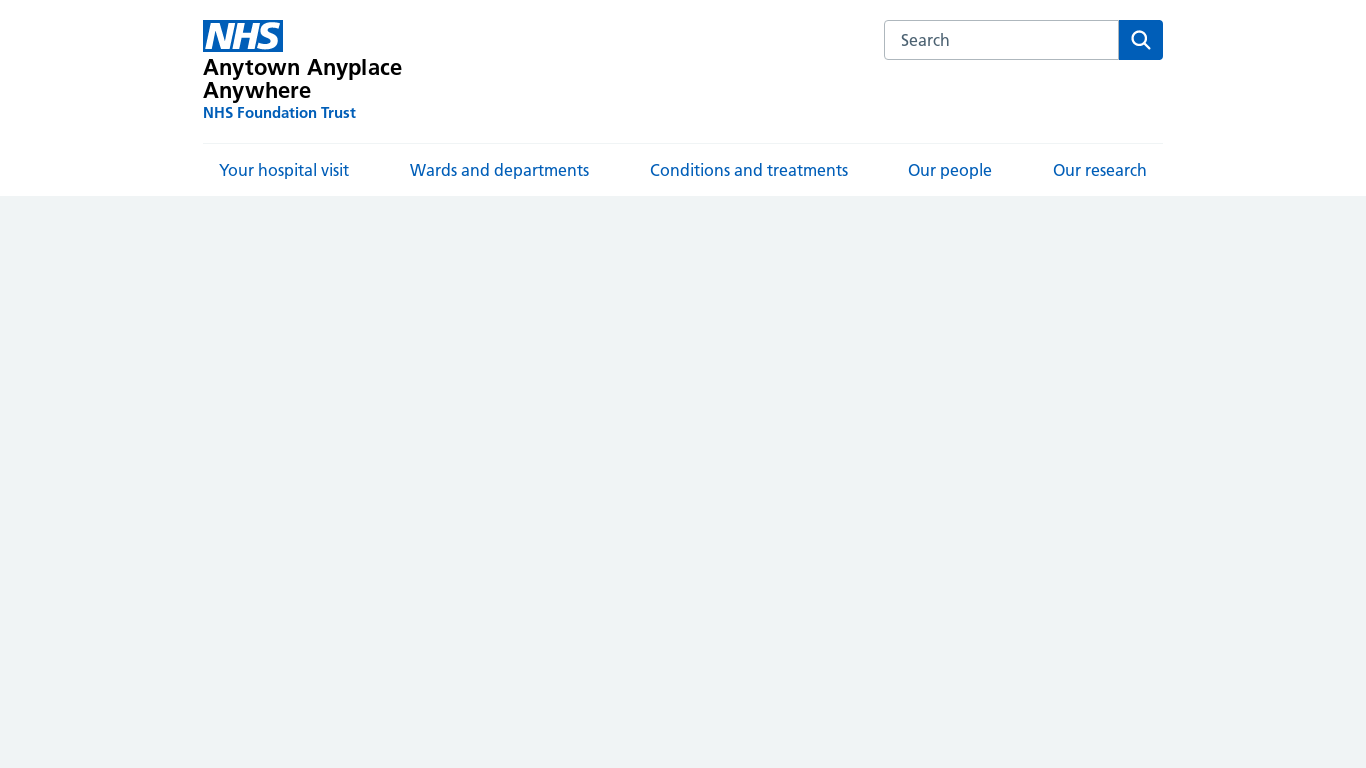 NHS
Anytown Anyplace
Anywhere
NHS Foundation Trust
Search
Your hospital visit
Wards and departments
Conditions and treatments
Our people
Our research